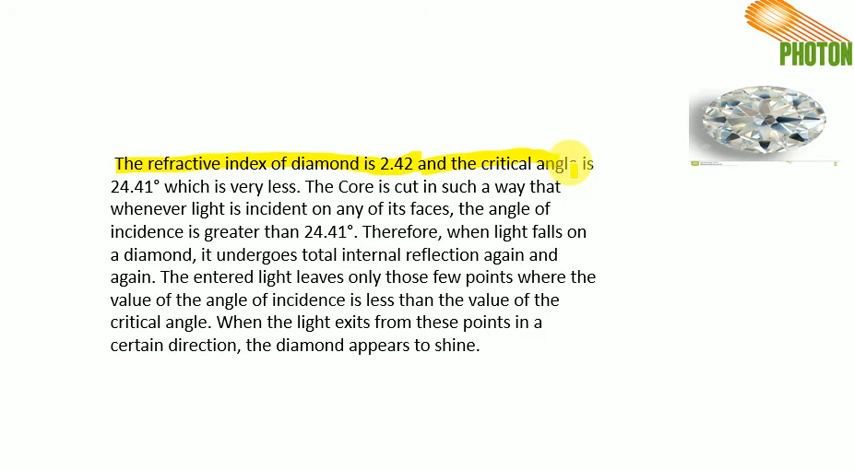 PHOTON
The refractive index of diamond is 2.42 and the critical angle is
24.41° which is very less. The Core is cut in such a way that
whenever light is incident on any of its faces, the angle of
incidence is greater than 24.41°. Therefore, when light falls on
a diamond, it undergoes total internal reflection again and
again. The entered light leaves only those few points where the
value of the angle of incidence is less than the value of the
critical angle. When the light exits from these points in a
certain direction, the diamond appears to shine.